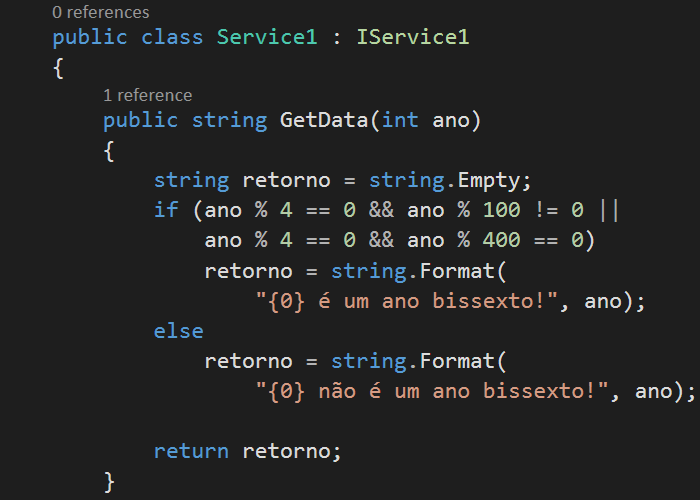 0 references
public class Service1 : IService1
{
1 reference
public string GetData(int ano)
{
string retorno = string.Empty;
if (ano % 4 == 0 && ano % 100 != 0 ||
ano % 4 == 0 && ano % 400 == 0)
retorno = string.Format(
"{0} é um ano bissexto!", ano);
else
retorno = string.Format(
"{0} não é um ano bissexto!", ano);
return retorno;
}